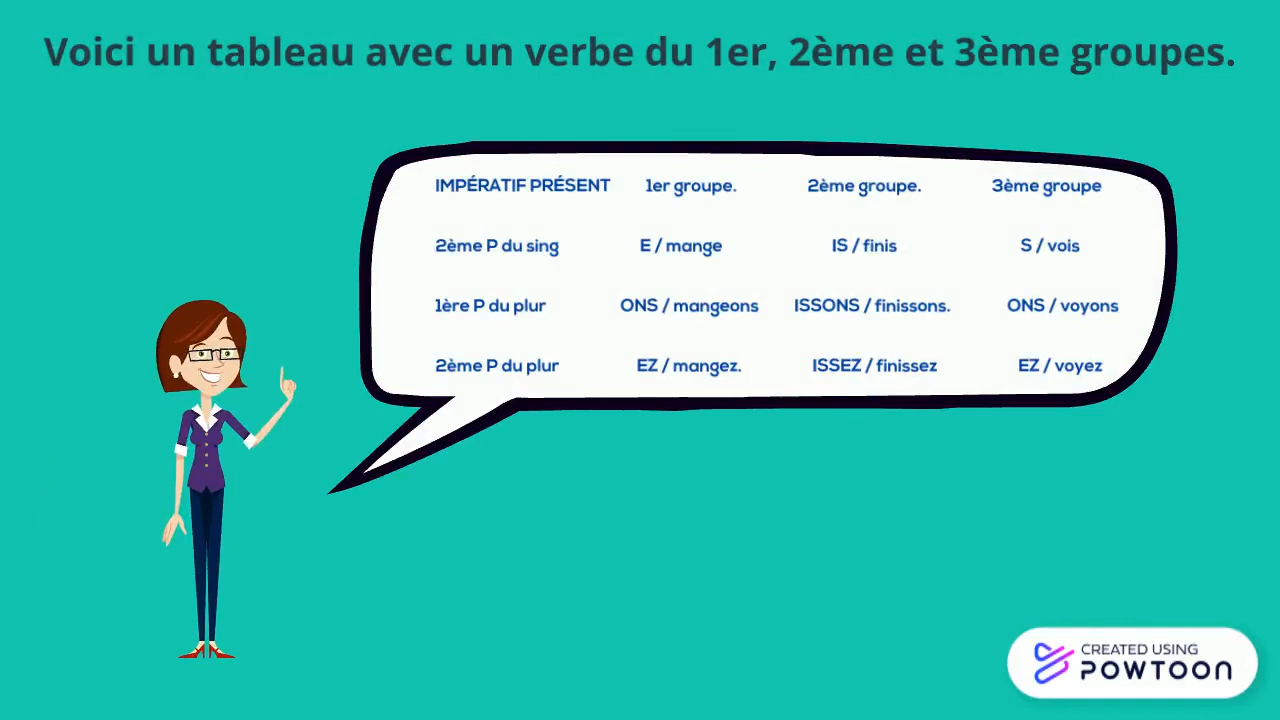 Voici un tableau avec un verbe du 1er, 2ème et 3ème groupes.
IMPÉRATIF PRÉSENT 1er groupe. 2ème groupe. 3ème groupe
2ème P du sing E / mange IS / finis S / vois
1ère P du plur ONS / mangeons ISSONS / finissons. ONS / voyons
2ème P du plur EZ / mangez. ISSEZ / finissez EZ / voyez
CREATED USING
POWTOON